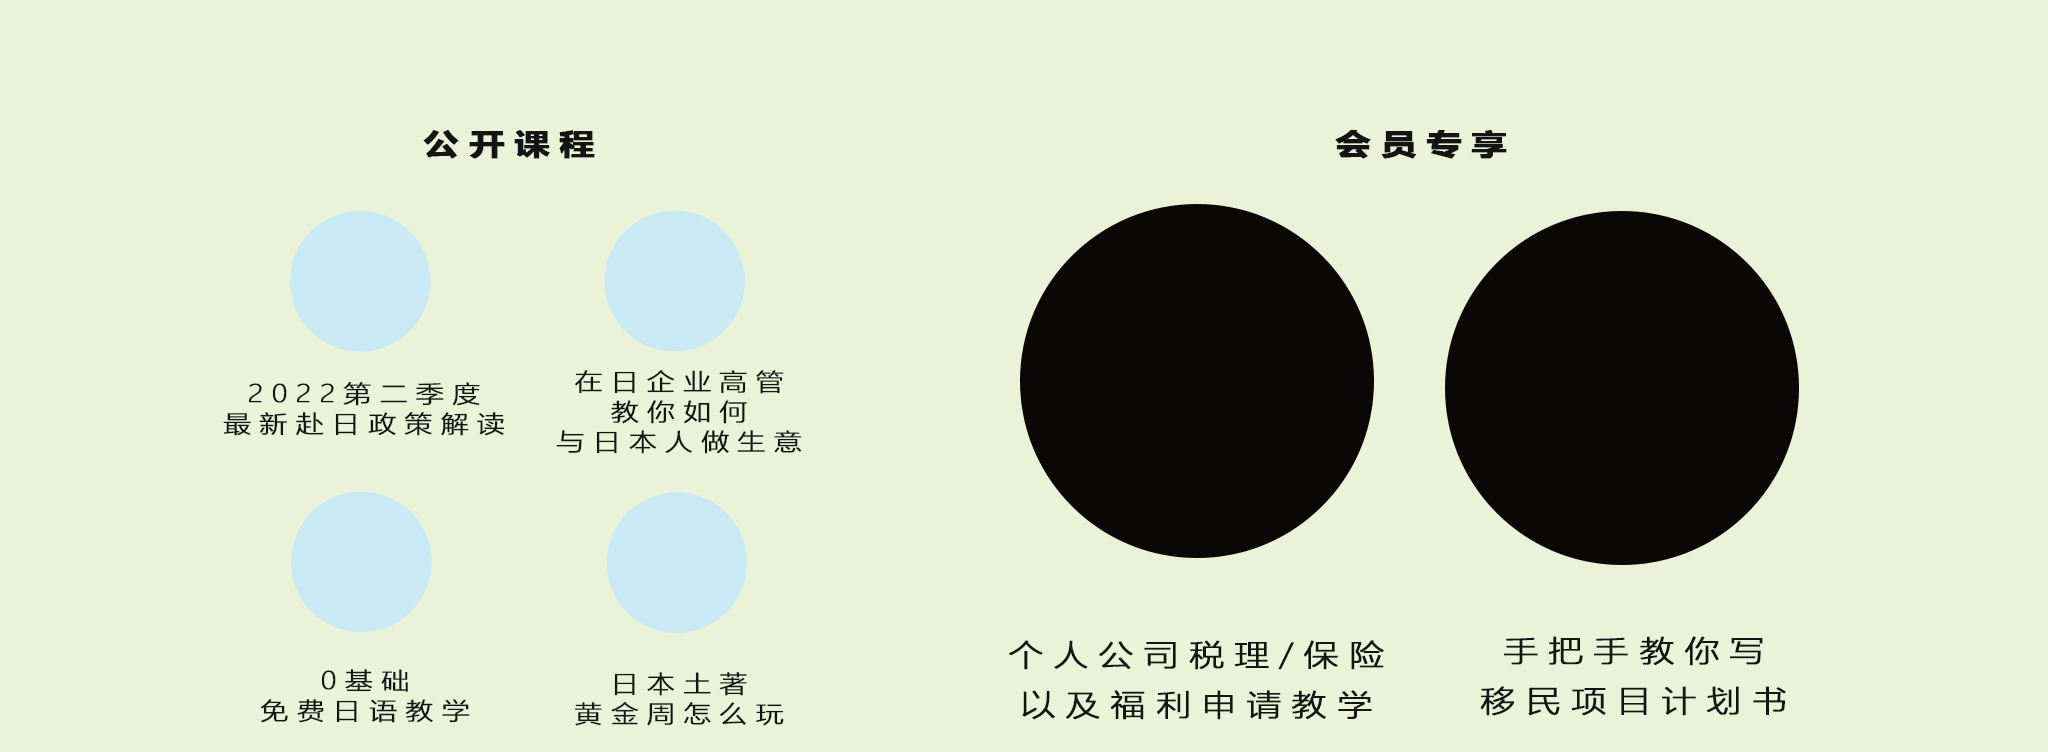 公开课程
2022第二季度
最新赴日政策解读
在日企业高管
教你如何
与日本人做生意
0基础
免费日语教学
日本土著
黄金周怎么玩
会员专享
个人公司税理/保险
以及福利申请教学
手把手教你写
移民项目计划书